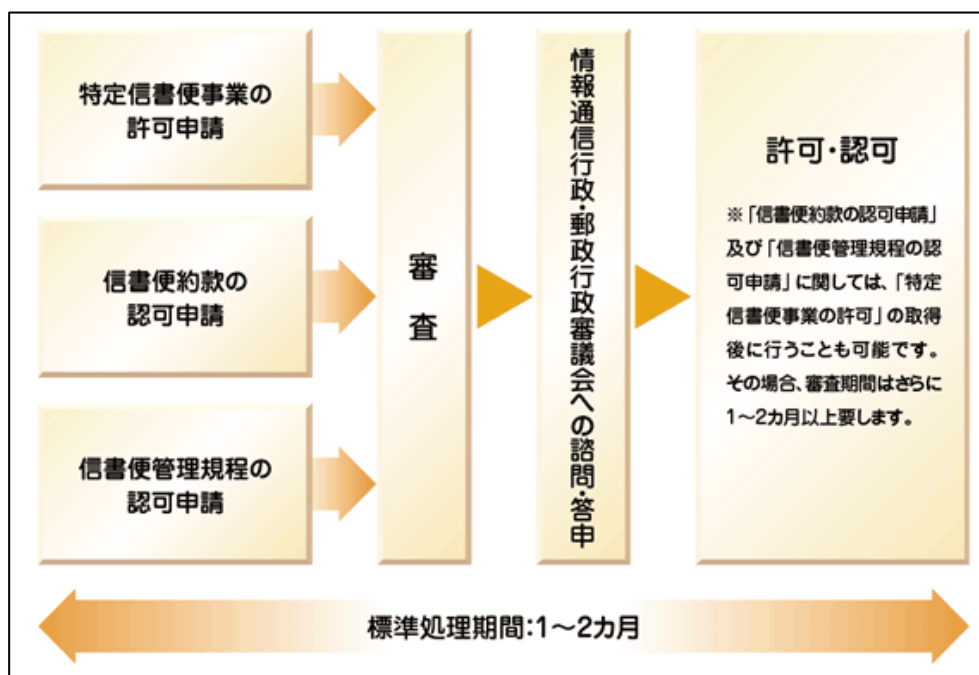 特定信書便事業の
許可申請
信書便約款の
認可申請
信書便管理規程の
認可申請
審査
情報通信行政・郵政行政審議会への諮問・答申
許可・認可
※「信書便約款の認可申請」
及び「信書便管理規程の認
可申請」に関しては、「特定
信書便事業の許可」の取得
後に行うことも可能です。
その場合、審査期間はさらに
1～2カ月以上要します。
標準処理期間:1～2カ月